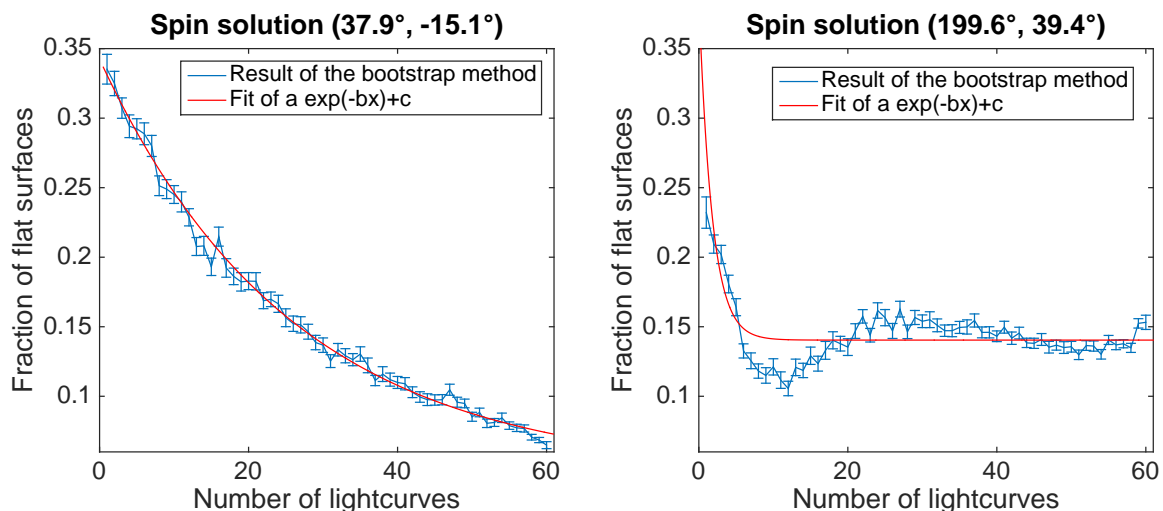 Spin solution (37.9°, -15.1°)
0.35
0.3
0.25
0.2
0.15
0.1
Fraction of flat surfaces
Result of the bootstrap method
Fit of a exp(-bx)+c
0 20 40 60
Number of lightcurves
Spin solution (199.6°, 39.4°)
0.35
0.3
0.25
0.2
0.15
0.1
Fraction of flat surfaces
Result of the bootstrap method
Fit of a exp(-bx)+c
0 20 40 60
Number of lightcurves